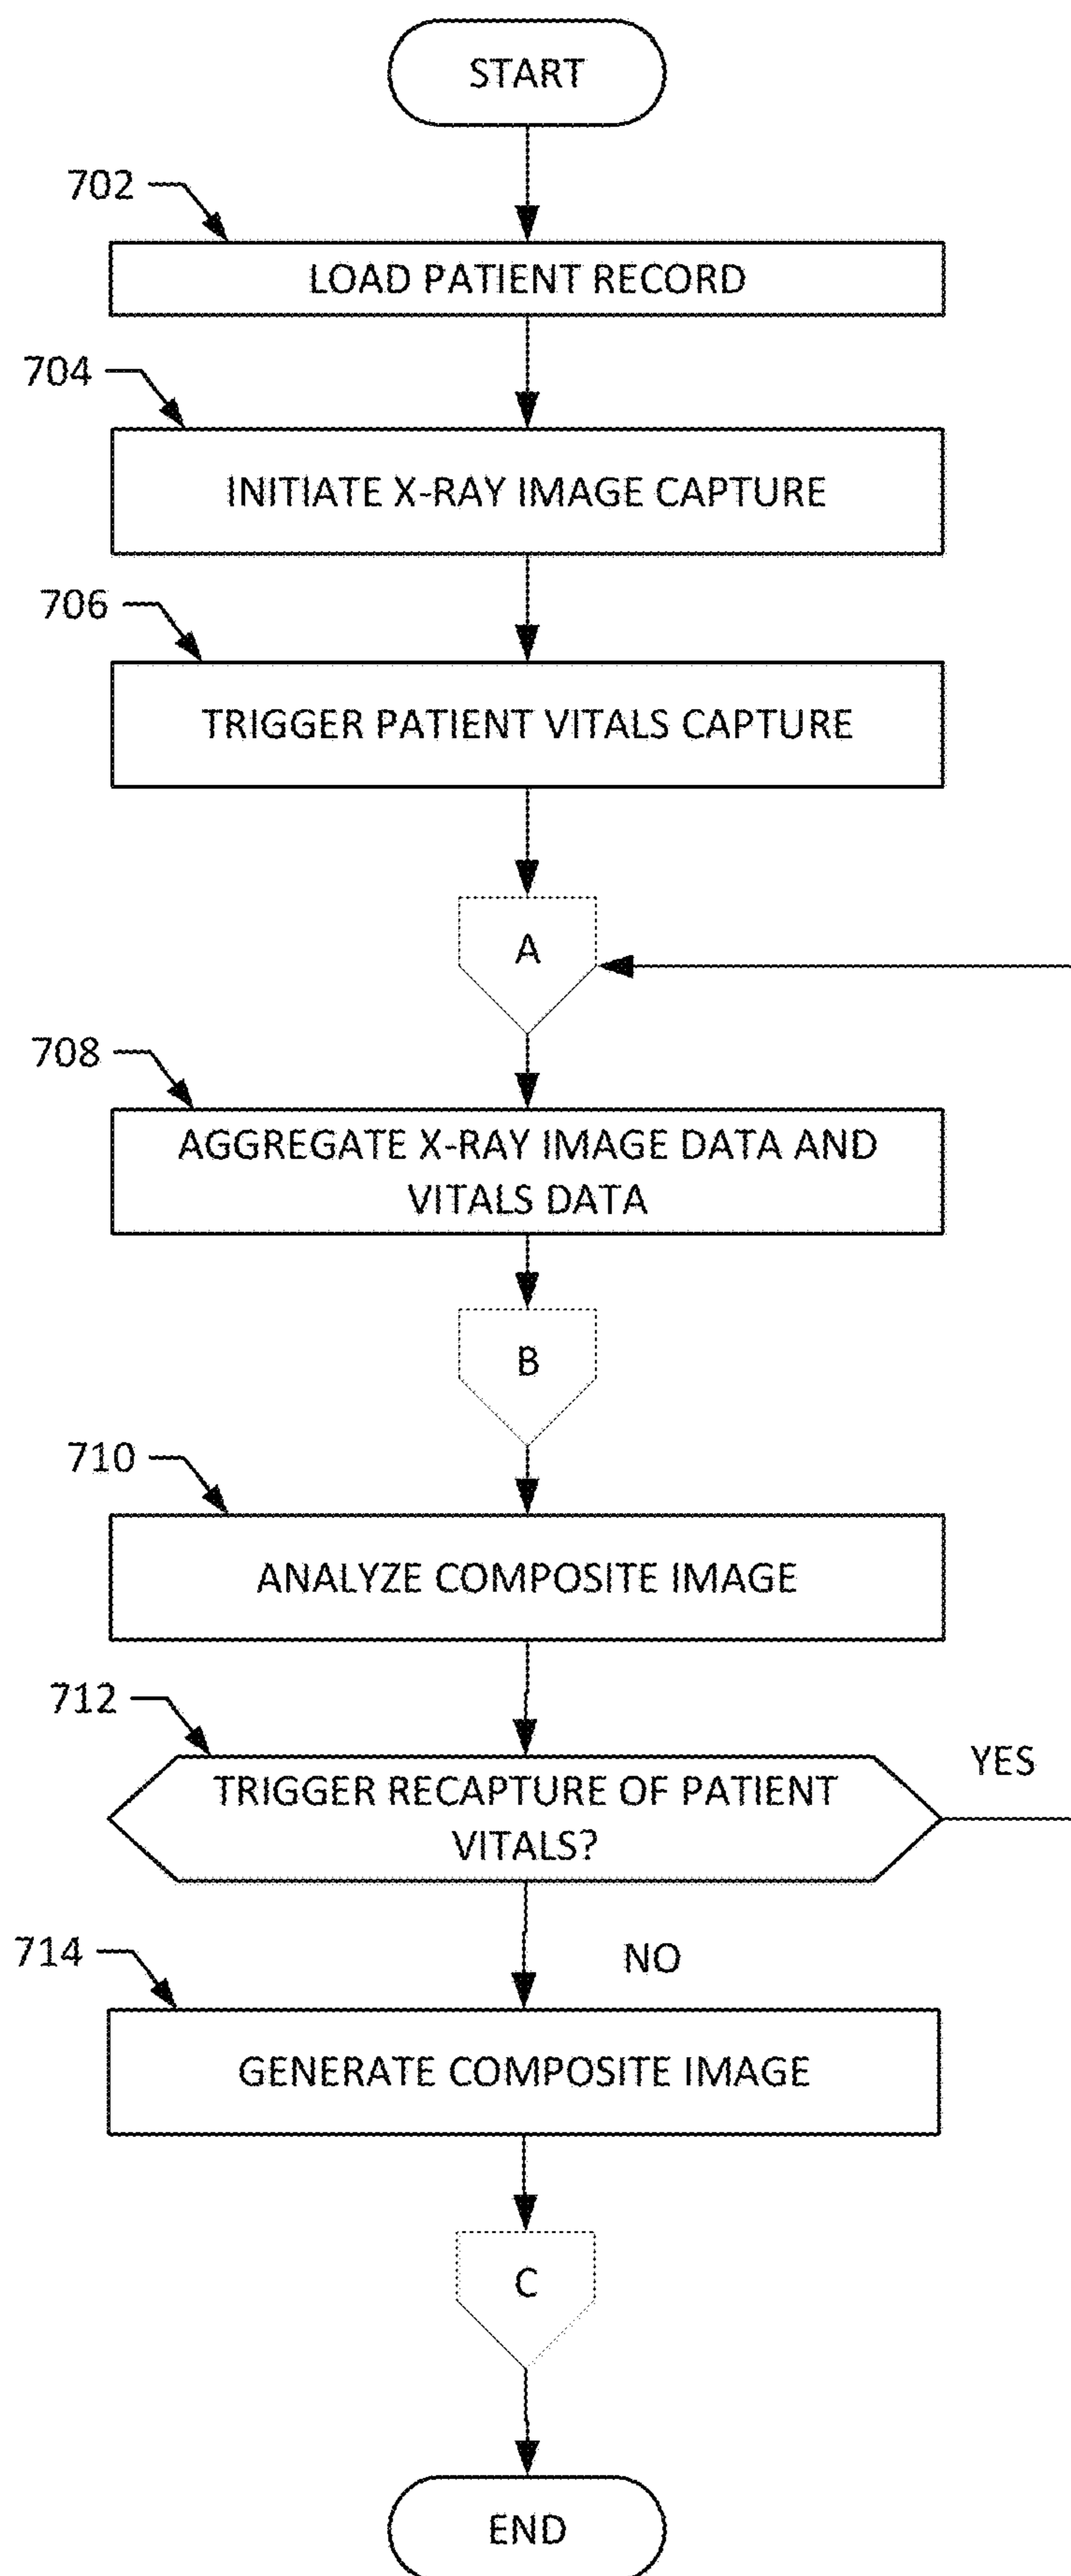 START
702
LOAD PATIENT RECORD
704
INITIATE X-RAY IMAGE CAPTURE
706
TRIGGER PATIENT VITALS CAPTURE
A
708
AGGREGATE X-RAY IMAGE DATA AND
VITALS DATA
B
710
ANALYZE COMPOSITE IMAGE
712
YES
TRIGGER RECAPTURE OF PATIENT
VITALS?
714
NO
GENERATE COMPOSITE IMAGE
C
END